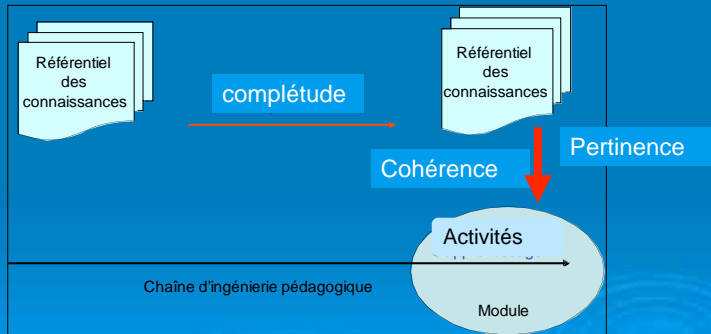 Référentiel
des
connaissances
complétude
Référentiel
des
connaissances
Cohérence
Pertinence
Activités
Chaîne d'ingénierie pédagogique
Module